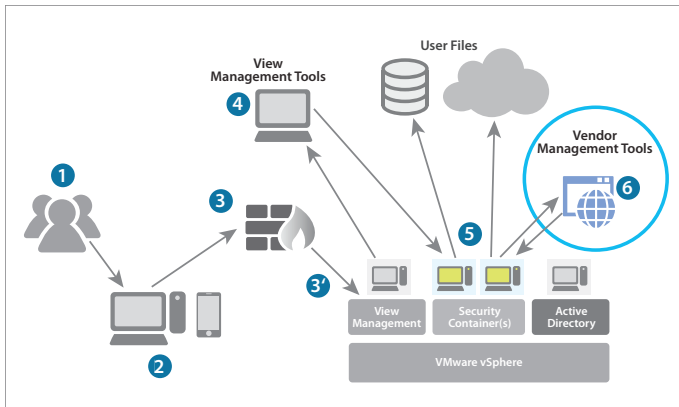 User Files
View
Management Tools
4
Vendor
Management Tools
1
3
6
5
3′
View
Management
Security
Container(s)
Active
Directory
2
VMware vSphere